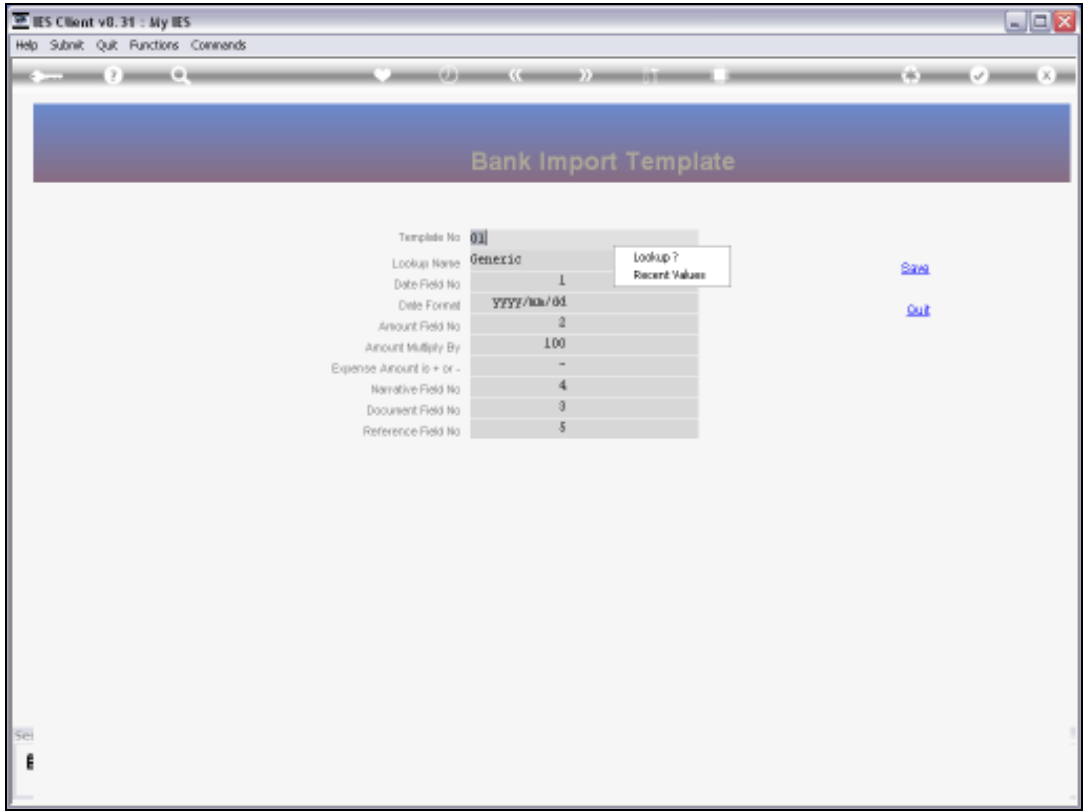 IES Client v8.31 : My IES
Help Submit Quit Functions Commands
Bank Import Template
Template No 01
Lookup ?
Lookup Name Generic
Save
Recent Values
Date Field No 1
Date Format yyyy/mm/dd
Quit
Amount Field No 2
Amount Multiply By 100
Expense Amount is + or - -
Narrative Field No 4
Document Field No 3
Reference Field No 5